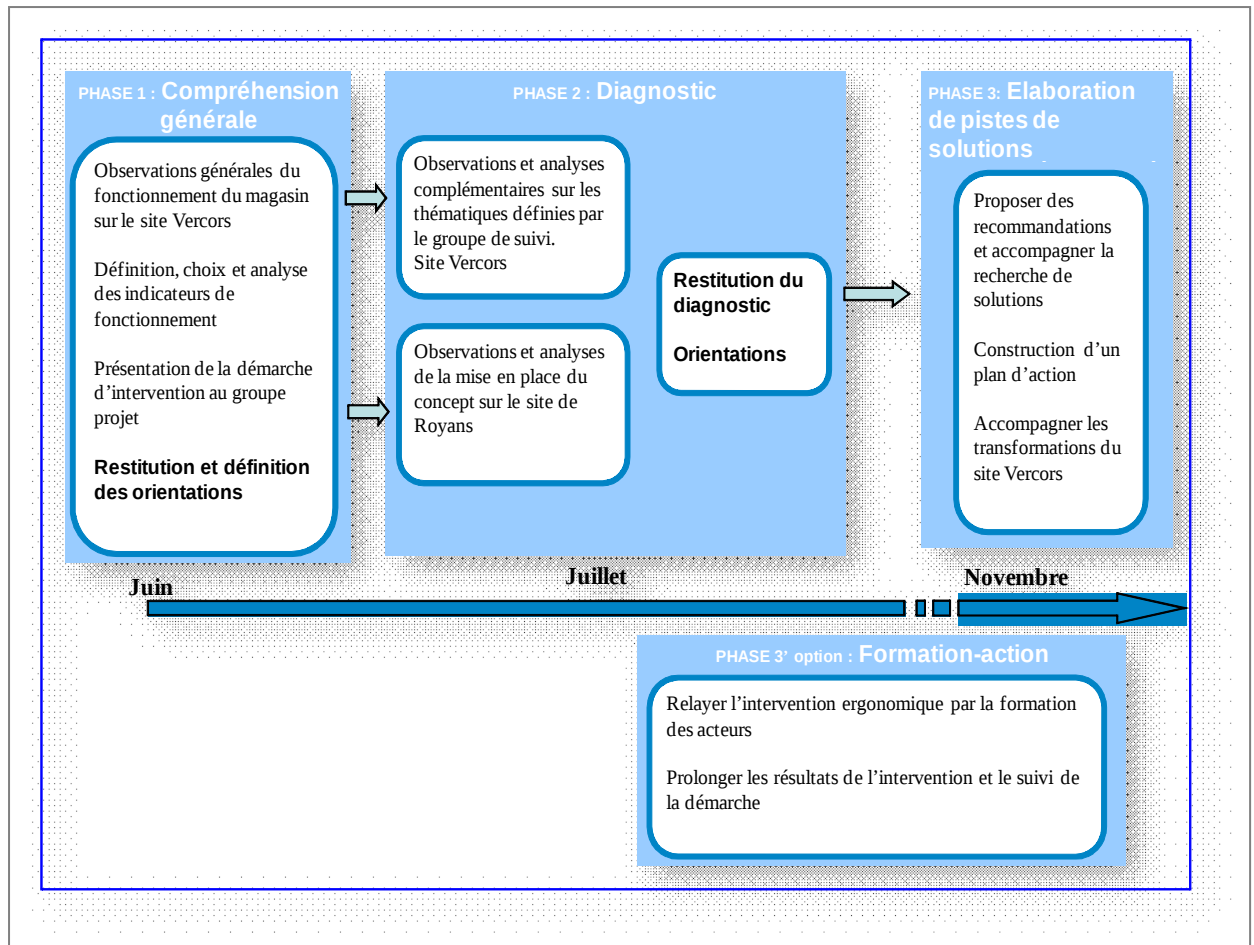 PHASE 1 : Compréhension
générale
Observations générales du
fonctionnement du magasin
sur le site Vercors
Définition, choix et analyse
des indicateurs de
fonctionnement
Présentation de la démarche
d’intervention au groupe
projet
Restitution et définition
des orientations
PHASE 2 : Diagnostic
Observations et analyses
complémentaires sur les
thématiques définies par
le groupe de suivi.
Site Vercors
Observations et analyses
de la mise en place du
concept sur le site de
Royans
Restitution du
diagnostic
Orientations
PHASE 3: Elaboration
de pistes de
solutions
Proposer des
recommandations
et accompagner la
recherche de
solutions
Construction d’un
plan d’action
Accompagner les
transformations du
site Vercors
Juin
Juillet
Novembre
PHASE 3’ option : Formation-action
Relayer l’intervention ergonomique par la formation
des acteurs
Prolonger les résultats de l’intervention et le suivi de
la démarche